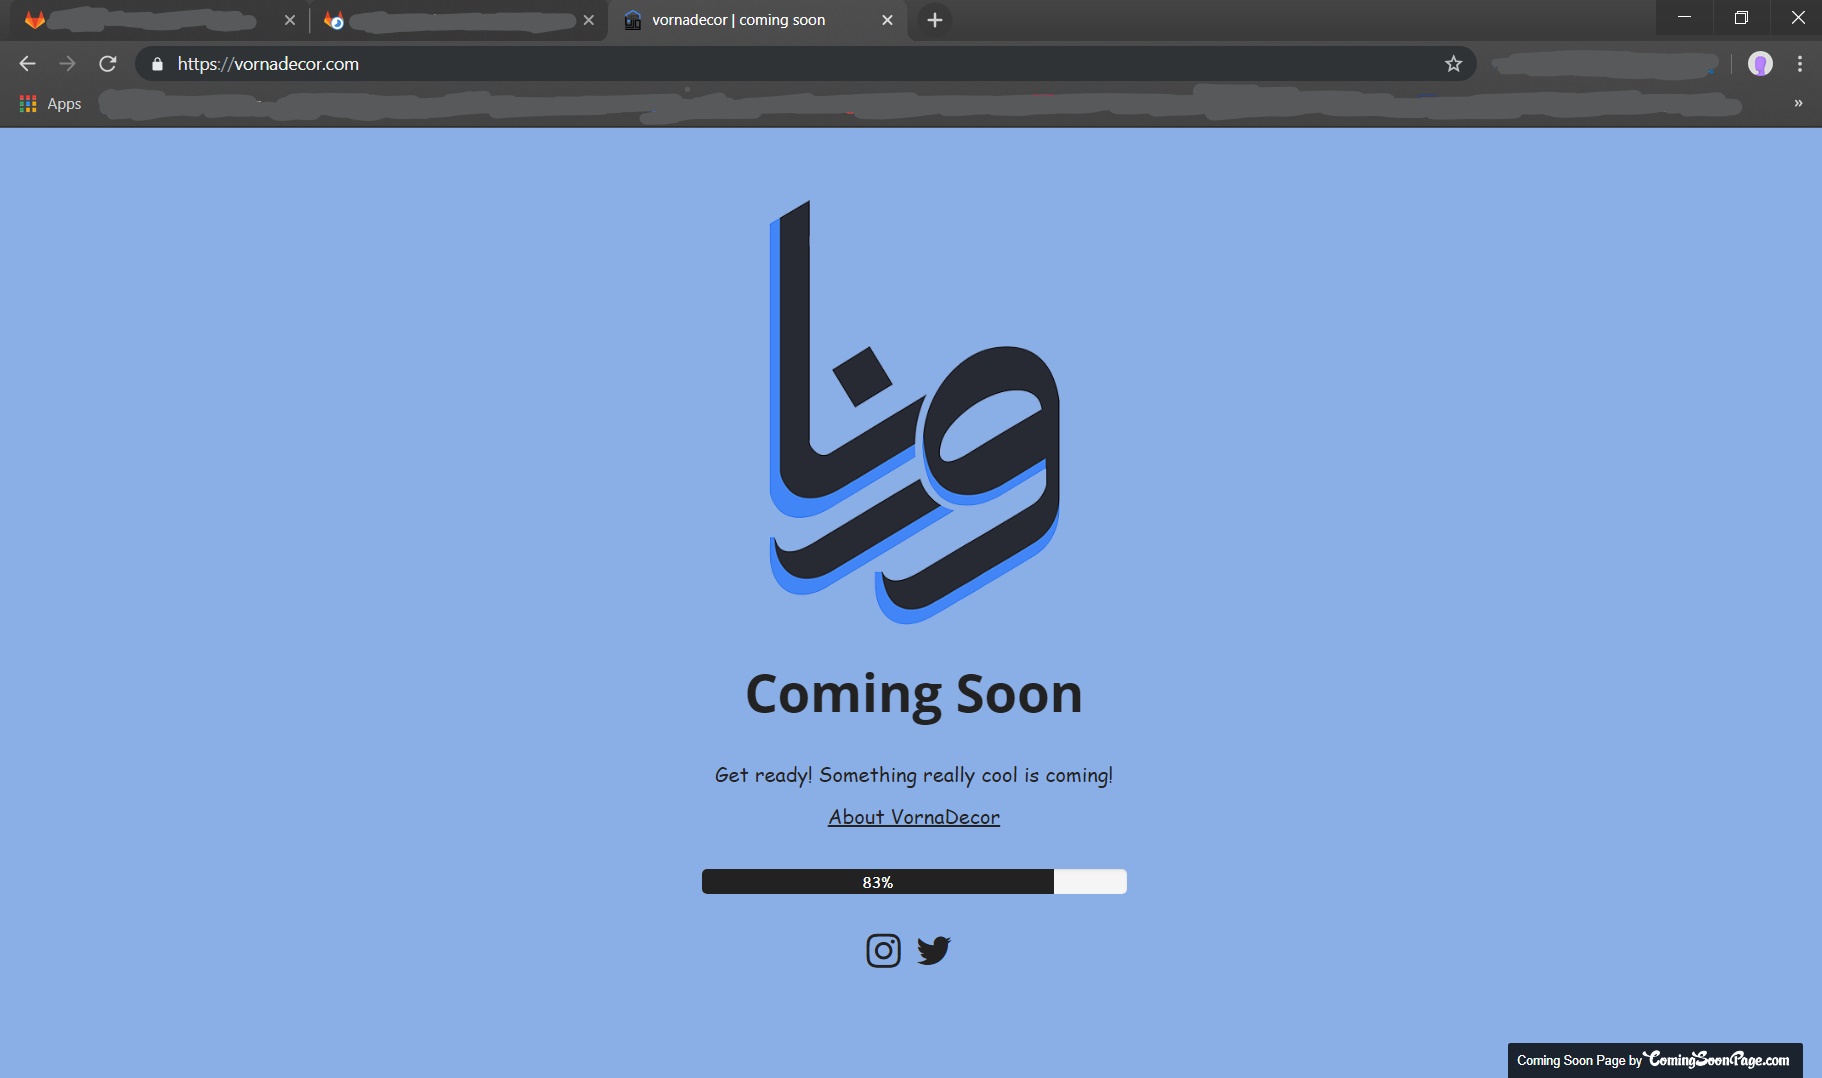 vornadecor | coming soon
https://vornadecor.com
Apps
»
ورنا
Coming Soon
Get ready! Something really cool is coming!
About VornaDecor
83%
Coming Soon Page by ComingSoonPage.com